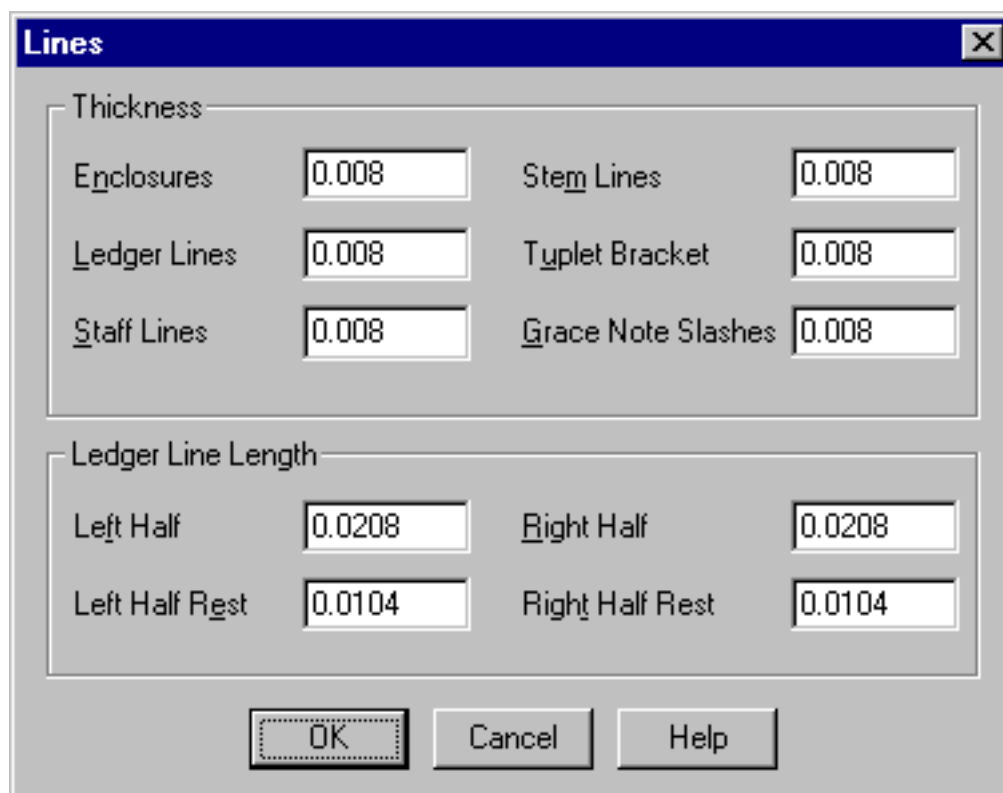 Lines
Thickness
Enclosures 0.008 Stem Lines 0.008
Ledger Lines 0.008 Tuplet Bracket 0.008
Staff Lines 0.008 Grace Note Slashes 0.008
Ledger Line Length
Left Half 0.0208 Right Half 0.0208
Left Half Rest 0.0104 Right Half Rest 0.0104
OK Cancel Help